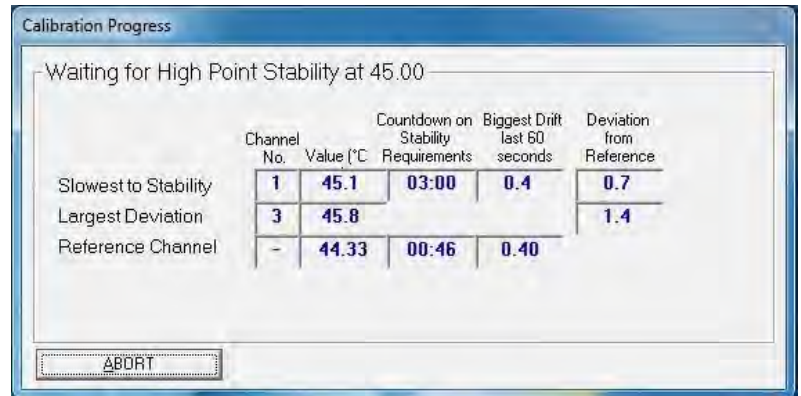 Calibration Progress
Waiting for High Point Stability at 45.00
Channel No. Value (°C Countdown on Stability Requirements Biggest Drift last 60 seconds Deviation from Reference
Slowest to Stability 1 45.1 03:00 0.4 0.7
Largest Deviation 3 45.8 1.4
Reference Channel - 44.33 00:46 0.40
ABORT